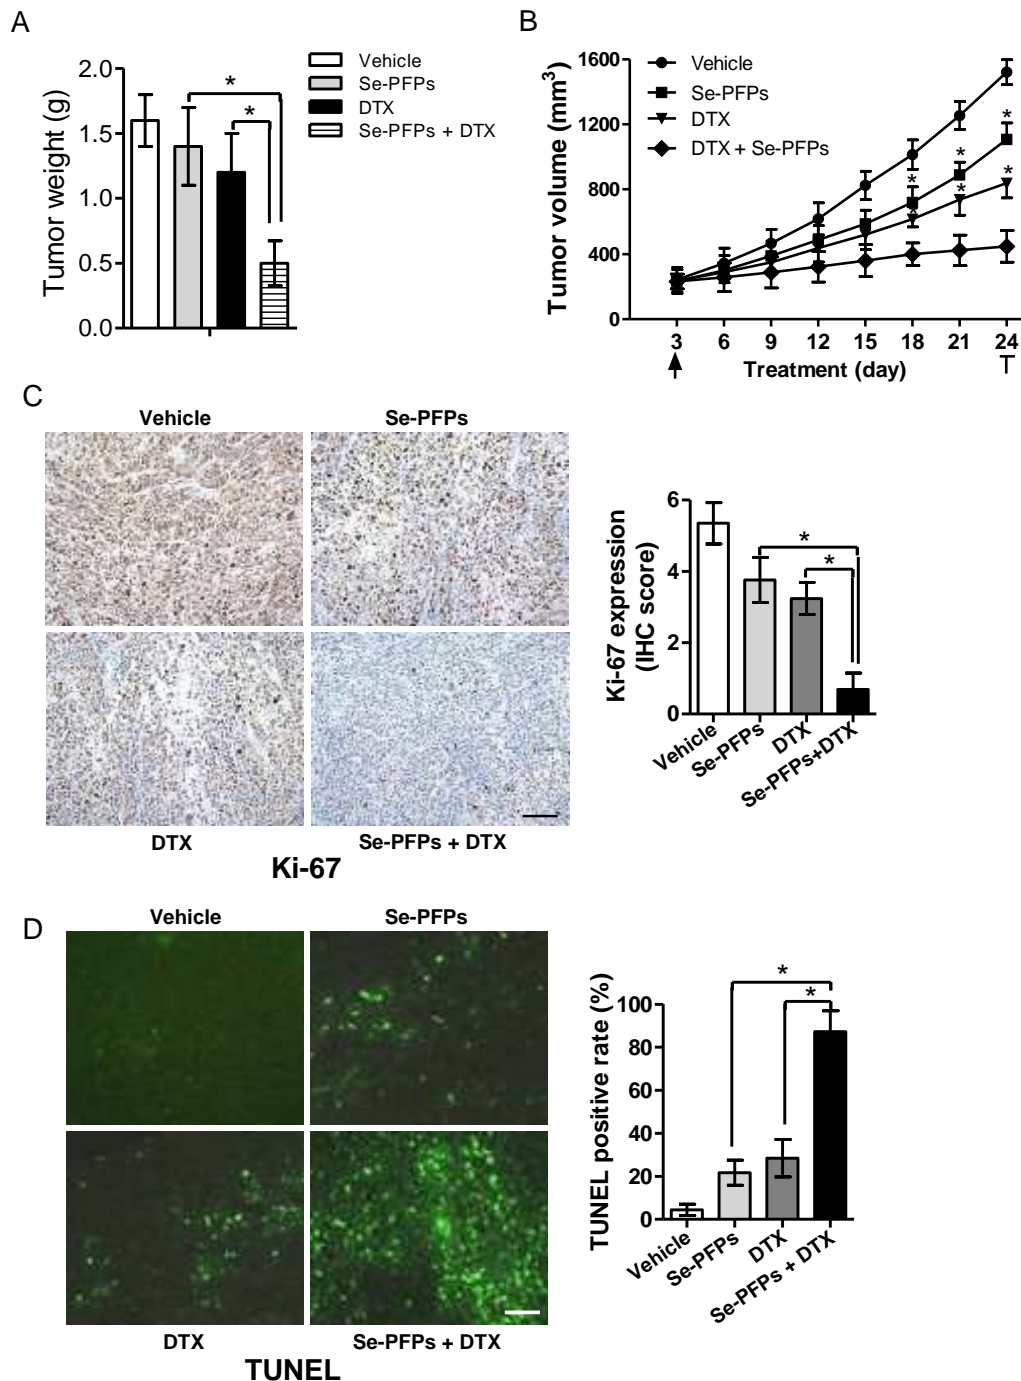 A
Vehicle
Se-PFPs
DTX
Se-PFPs + DTX
2.0
1.5
1.0
0.5
0.0
Tumor weight (g)
*
*
B
Vehicle
Se-PFPs
DTX
DTX + Se-PFPs
1600
1200
800
400
0
Tumor volume (mm³)
*
*
*
*
*
*
3 6 9 12 15 18 21 24
Treatment (day)
C
Vehicle
Se-PFPs
DTX
Se-PFPs + DTX
Ki-67
6
4
2
0
Ki-67 expression
(IHC score)
*
*
Vehicle
Se-PFPs
DTX
Se-PFPs+DTX
D
Vehicle
Se-PFPs
DTX
Se-PFPs + DTX
TUNEL
100
80
60
40
20
0
TUNEL positive rate (%)
*
*
Vehicle
Se-PFPs
DTX
Se-PFPs + DTX